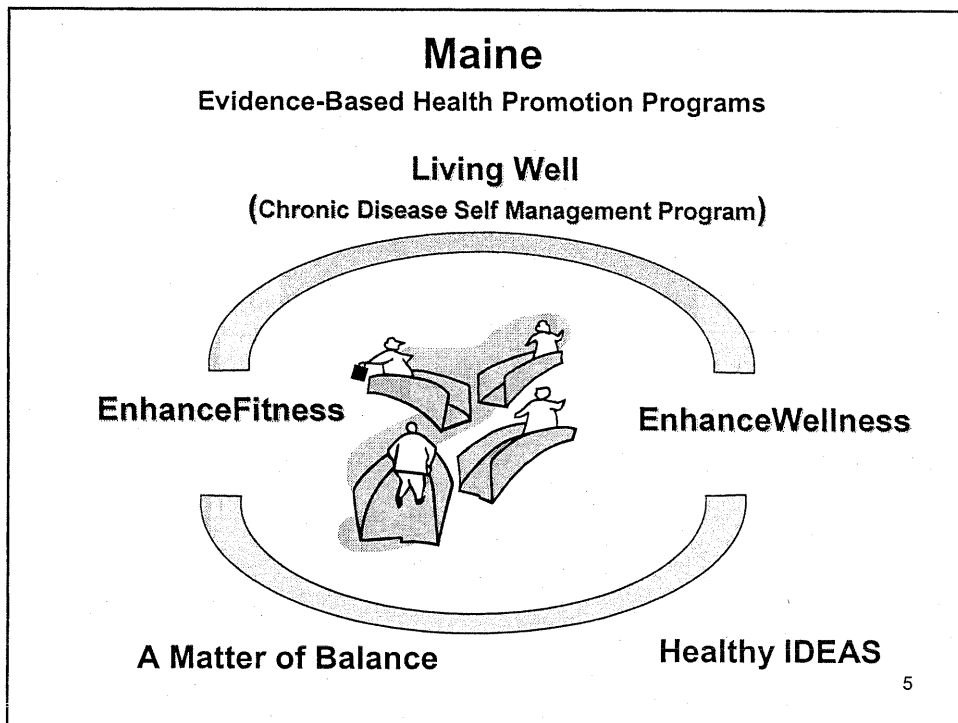 Maine
Evidence-Based Health Promotion Programs
Living Well
(Chronic Disease Self Management Program)
EnhanceFitness
EnhanceWellness
A Matter of Balance
Healthy IDEAS
5